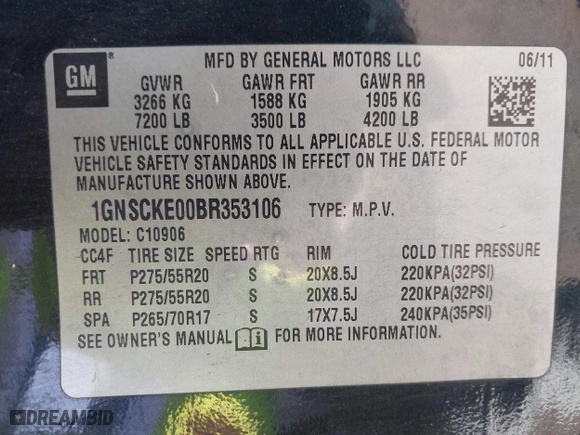 GM
MFD BY GENERAL MOTORS LLC 06/11
GVWR GAWR FRT GAWR RR
3266 KG 1588 KG 1905 KG
7200 LB 3500 LB 4200 LB
THIS VEHICLE CONFORMS TO ALL APPLICABLE U.S. FEDERAL MOTOR
VEHICLE SAFETY STANDARDS IN EFFECT ON THE DATE OF
MANUFACTURE SHOWN ABOVE.
1GNSCKE00BR353106 TYPE: M.P.V.
MODEL: C10906
CC4F TIRE SIZE SPEED RTG RIM COLD TIRE PRESSURE
FRT P275/55R20 S 20X8.5J 220KPA(32PSI)
RR P275/55R20 S 20X8.5J 220KPA(32PSI)
SPA P265/70R17 S 17X7.5J 240KPA(35PSI)
SEE OWNER'S MANUAL FOR MORE INFORMATION.
DREAMBID